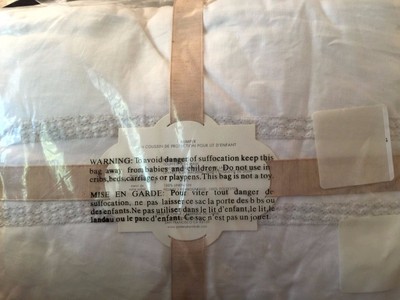 WARNING: To avoid danger of suffocation keep this
bag away from babies and children. Do not use in
cribs,beds,carriages or playpens.This bag is not a toy.
MISE EN GARDE: Pour viter tout danger de
suffocation, ne pas laisser ce sac la porte des b bs ou
des enfants.Ne pas utiliser dans le lit d'enfant,le lit,le
landau ou le parc d'enfant. Ce sac n'est pas un jouet.